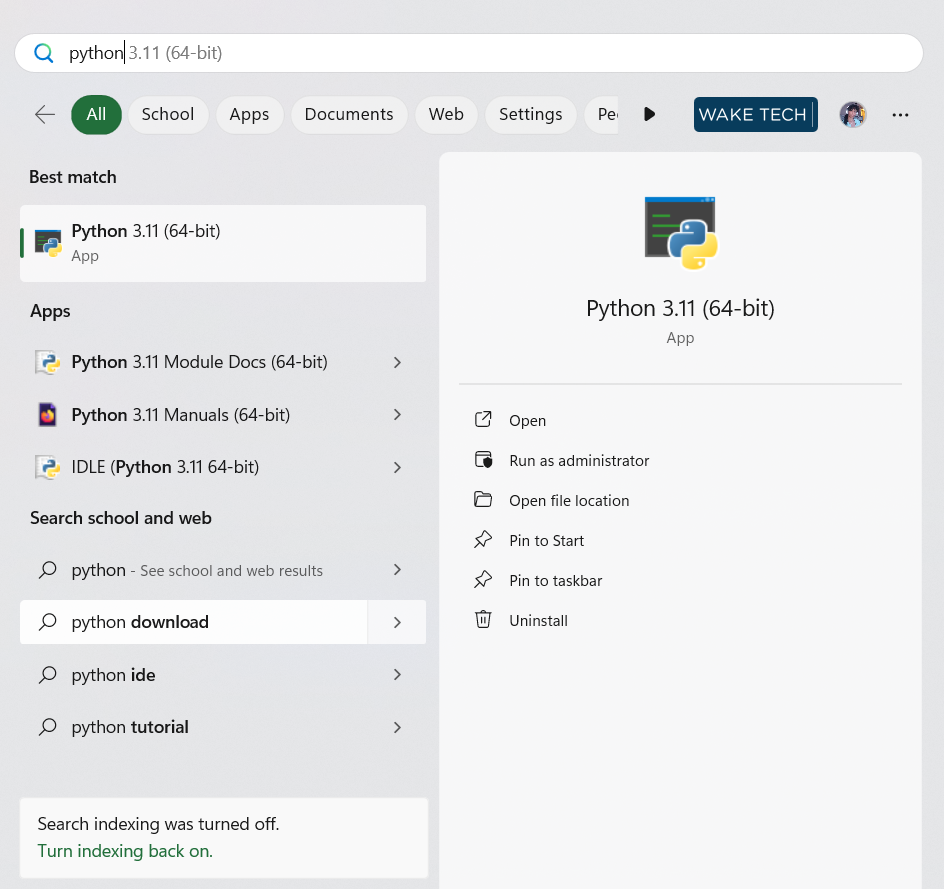 python 3.11 (64-bit)
All School Apps Documents Web Settings Pe WAKE TECH
Best match
Python 3.11 (64-bit)
App
Apps
Python 3.11 Module Docs (64-bit)
Python 3.11 Manuals (64-bit)
IDLE (Python 3.11 64-bit)
Search school and web
python - See school and web results
python download
python ide
python tutorial
Search indexing was turned off.
Turn indexing back on.
Python 3.11 (64-bit)
App
Open
Run as administrator
Open file location
Pin to Start
Pin to taskbar
Uninstall